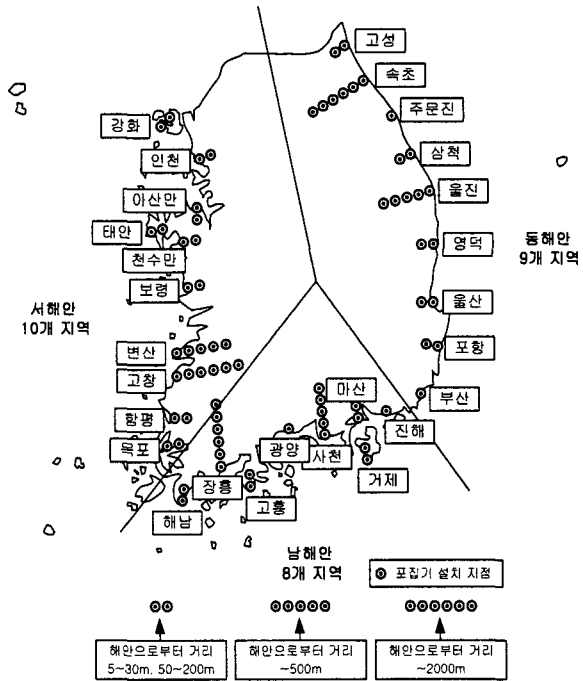 고성
속초
주문진
강화
삼척
인천
울진
아산만
태안
영덕
동해안
9개 지역
천수만
보령
서해안
10개 지역
울산
변산
포항
고창
마산
부산
함평
진해
목포
광양
사천
거제
장흥
고흥
해남
남해안
8개 지역
포집기 설치 지점
해안으로부터 거리
5~30m. 50~200m
해안으로부터 거리
~500m
해안으로부터 거리
~2000m